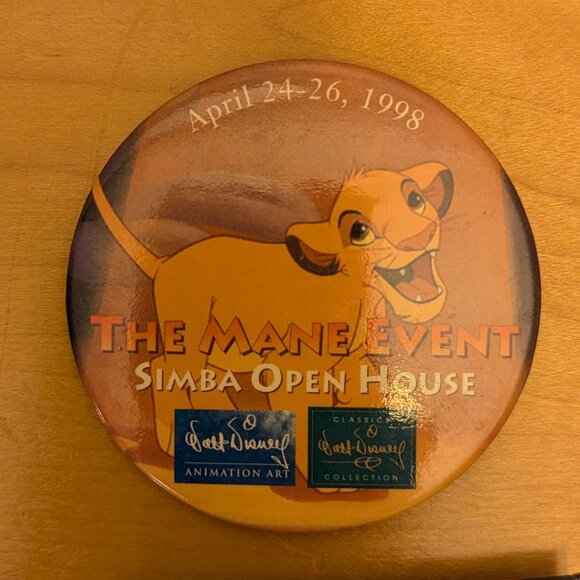 April 24-26, 1998
THE MANE EVENT
SIMBA OPEN HOUSE
Walt Disney
ANIMATION ART
CLASSICS
Walt Disney
COLLECTION